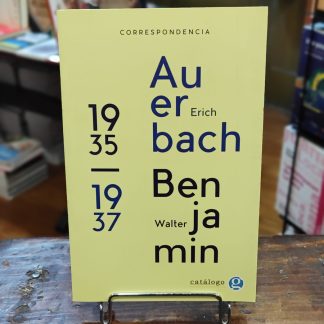 CORRESPONDENCIA
Au
er
Erich
bach
19
35
19
37
Ben
Walter
ja
min
catálogo
g